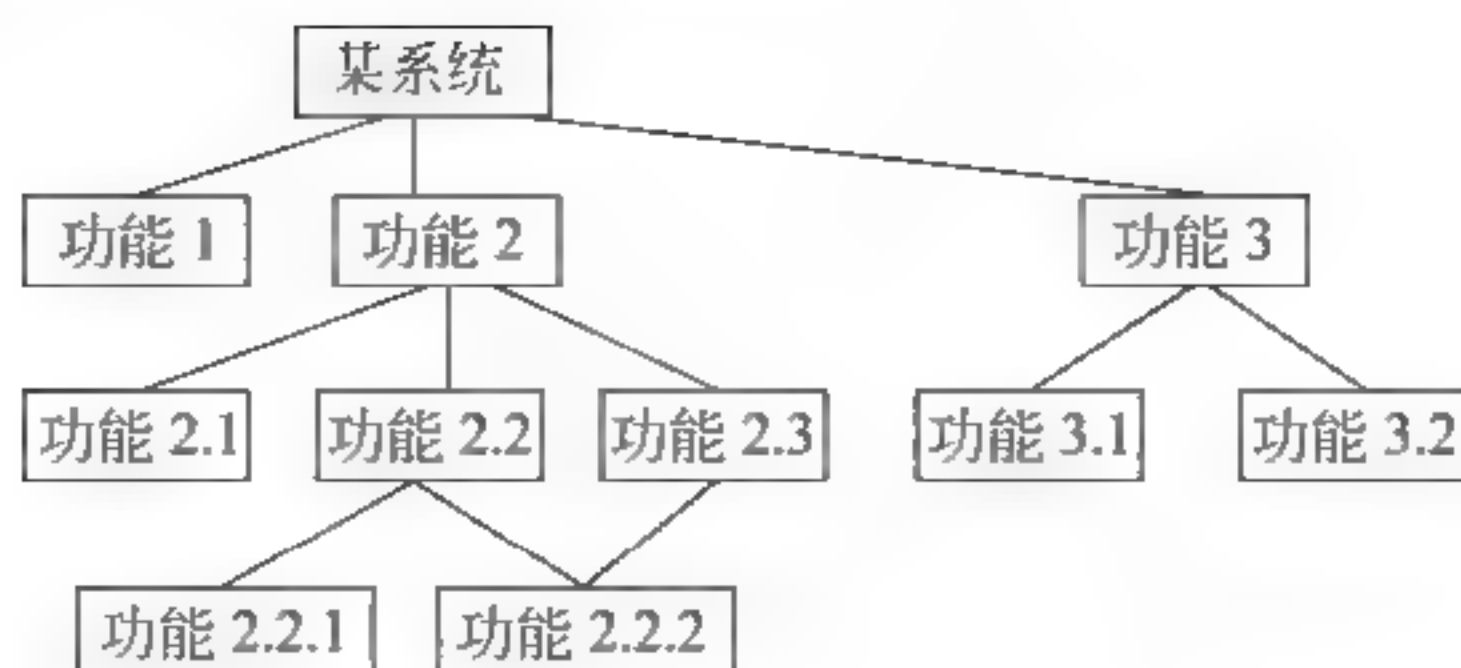 某系统
功能 1
功能 2
功能 3
功能 2.1
功能 2.2
功能 2.3
功能 3.1
功能 3.2
功能 2.2.1
功能 2.2.2